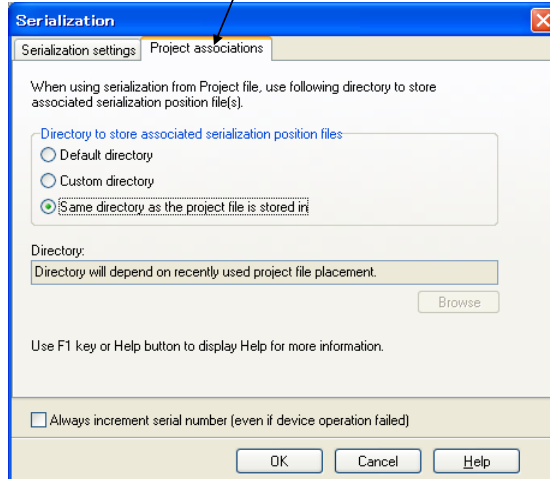 Serialization
Serialization settings
Project associations
When using serialization from Project file, use following directory to store
associated serialization position file(s).
Directory to store associated serialization position files
Default directory
Custom directory
Same directory as the project file is stored in
Directory:
Directory will depend on recently used project file placement.
Browse
Use F1 key or Help button to display Help for more information.
Always increment serial number (even if device operation failed)
OK
Cancel
Help